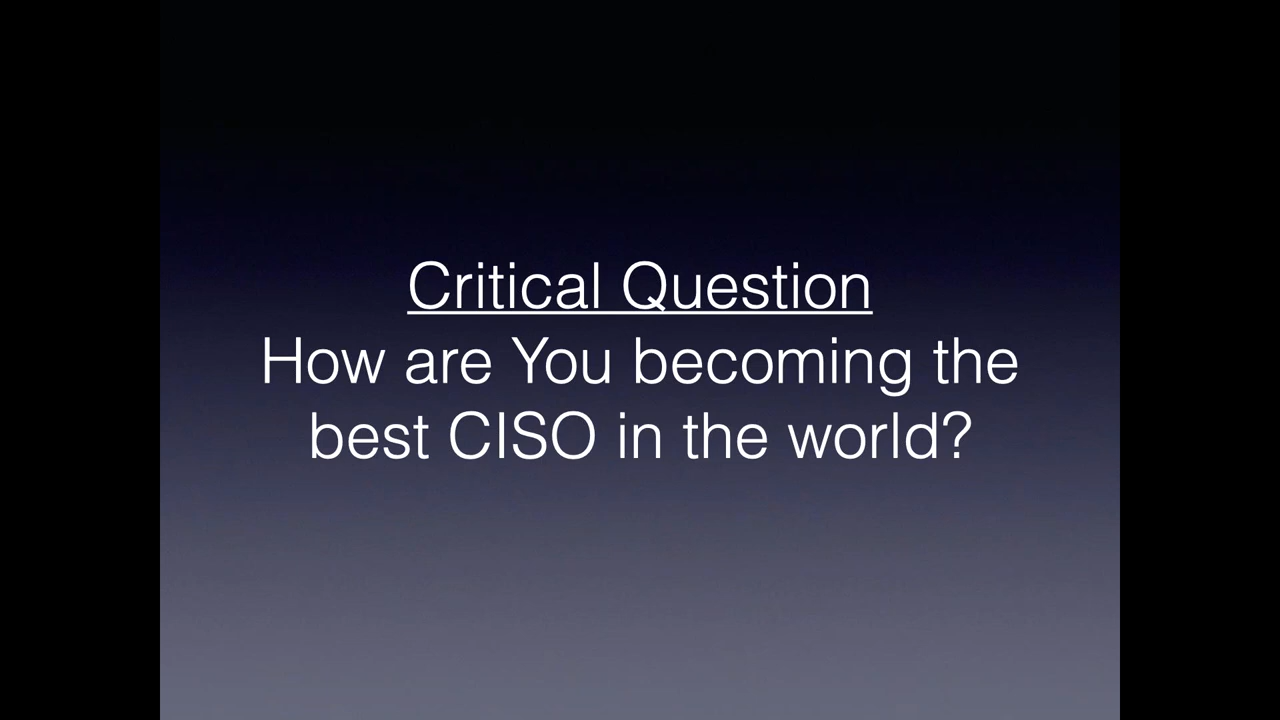 Critical Question
How are You becoming the
best CISO in the world?